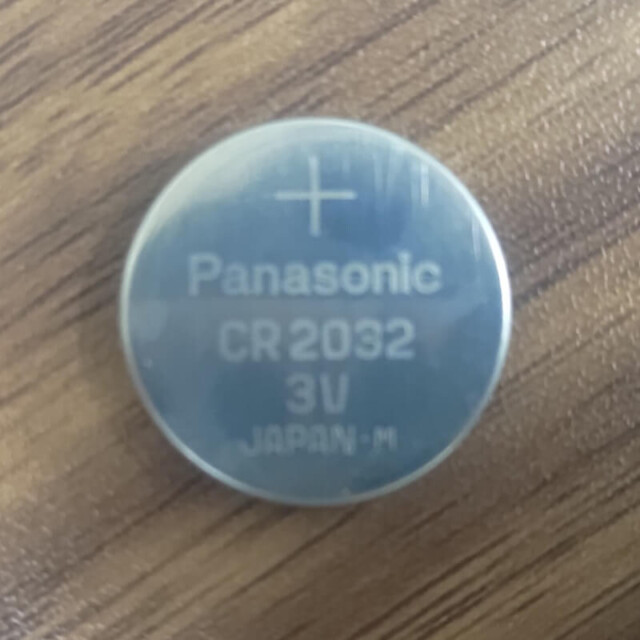 +
Panasonic
CR2032
3V
JAPAN-M